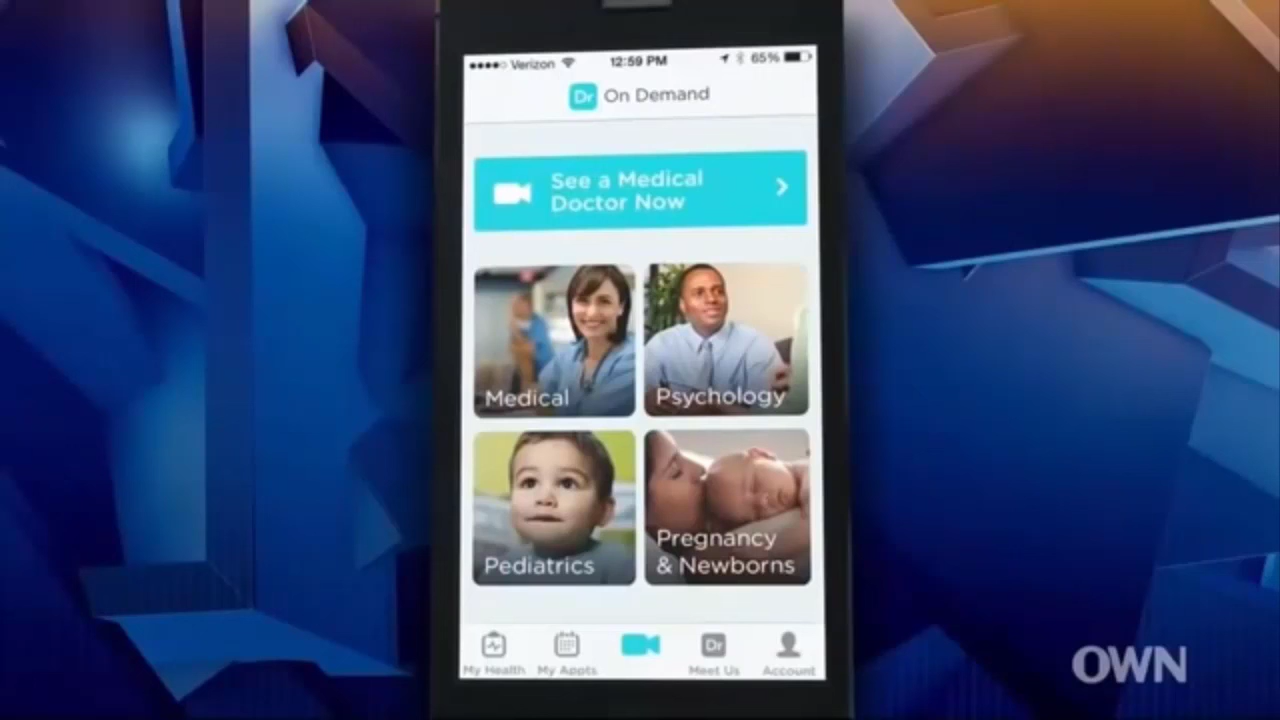 Verizon 12:59 PM 65%
Dr On Demand
See a Medical
Doctor Now
Medical
Psychology
Pediatrics
Pregnancy
& Newborns
My Health My Appts Dr Meet Us Account
OWN